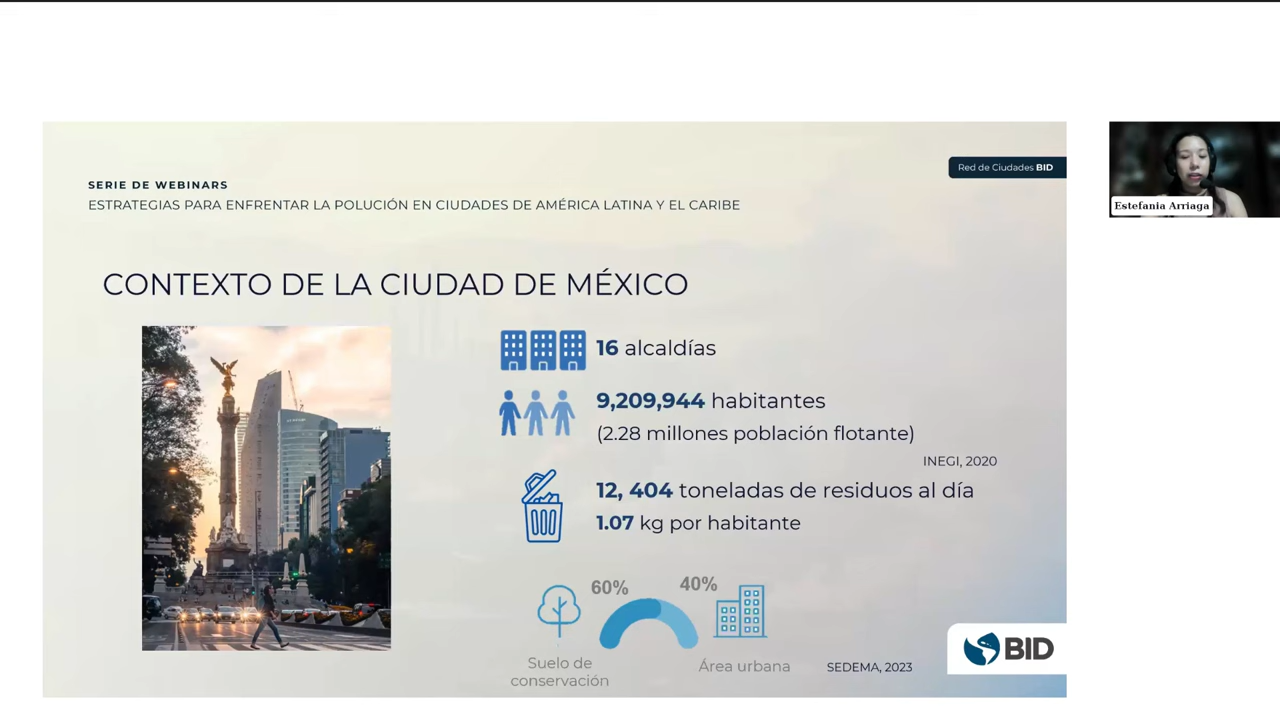 SERIE DE WEBINARS
ESTRATEGIAS PARA ENFRENTAR LA POLUCIÓN EN CIUDADES DE AMÉRICA LATINA Y EL CARIBE
Red de Ciudades BID
Estefania Arriaga
CONTEXTO DE LA CIUDAD DE MÉXICO
16 alcaldías
9,209,944 habitantes
(2.28 millones población flotante)
INEGI, 2020
12, 404 toneladas de residuos al día
1.07 kg por habitante
60%
40%
Suelo de
conservación
Área urbana
SEDEMA, 2023
BID